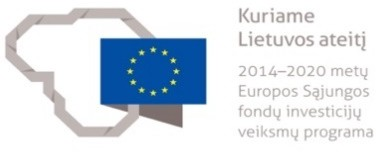 Kuriame
Lietuvos ateitį
2014–2020 metų
Europos Sąjungos
fondų investicijų
veiksmų programa